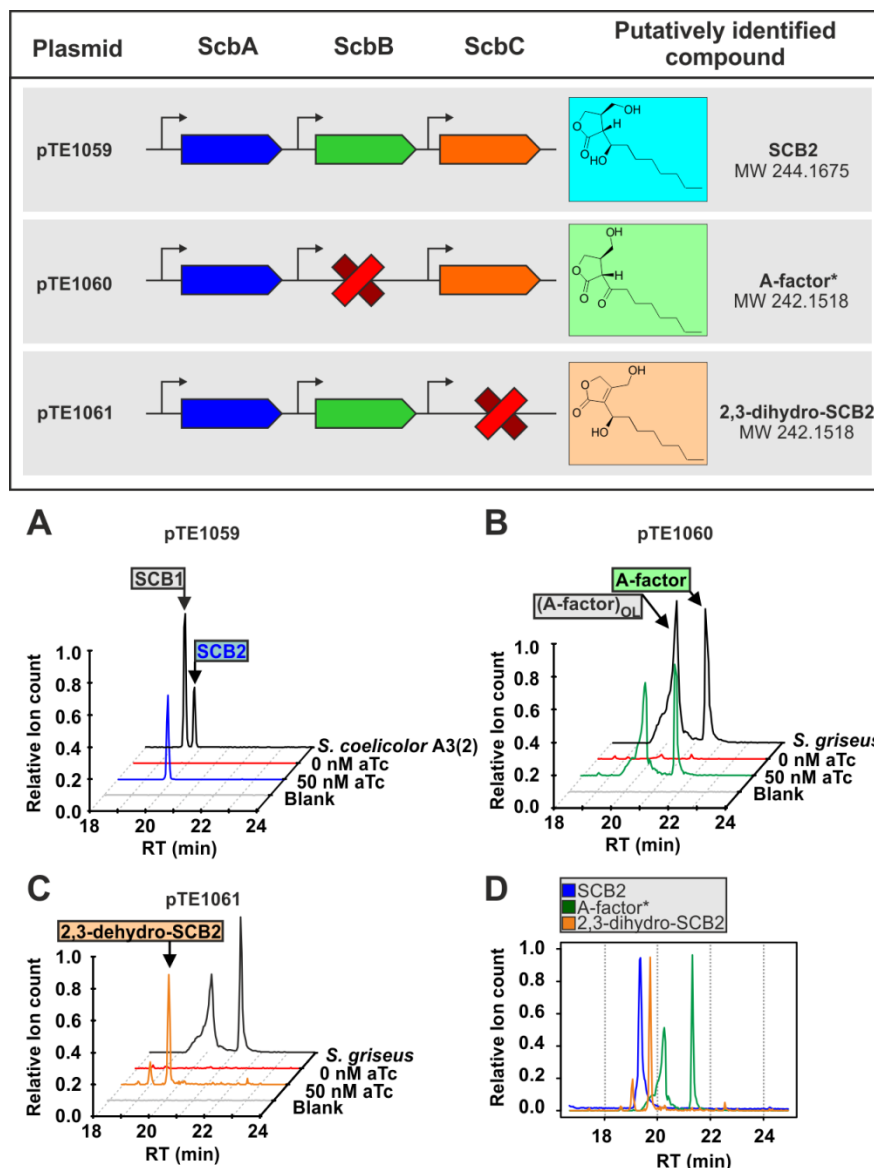 Plasmid ScbA ScbB ScbC Putatively identified
compound
pTE1059
OH
O
H
O
HO
SCB2
MW 244.1675
pTE1060
OH
O
H
O
O
A-factor*
MW 242.1518
pTE1061
OH
O
O
HO
2,3-dihydro-SCB2
MW 242.1518
A
pTE1059
SCB1
SCB2
Relative Ion count
1.0
0.8
0.6
0.4
0.2
0.0
S. coelicolor A3(2)
0 nM aTc
50 nM aTc
Blank
18 20 22 24
RT (min)
B
pTE1060
A-factor
(A-factor)OL
Relative Ion count
1.0
0.8
0.6
0.4
0.2
0.0
S. griseus
0 nM aTc
50 nM aTc
Blank
18 20 22 24
RT (min)
C
pTE1061
2,3-dehydro-SCB2
Relative Ion count
1.0
0.8
0.6
0.4
0.2
0.0
S. griseus
0 nM aTc
50 nM aTc
Blank
18 20 22 24
RT (min)
D
SCB2
A-factor*
2,3-dihydro-SCB2
Relative Ion count
1.0
0.8
0.6
0.4
0.2
0.0
18 20 22 24
RT (min)